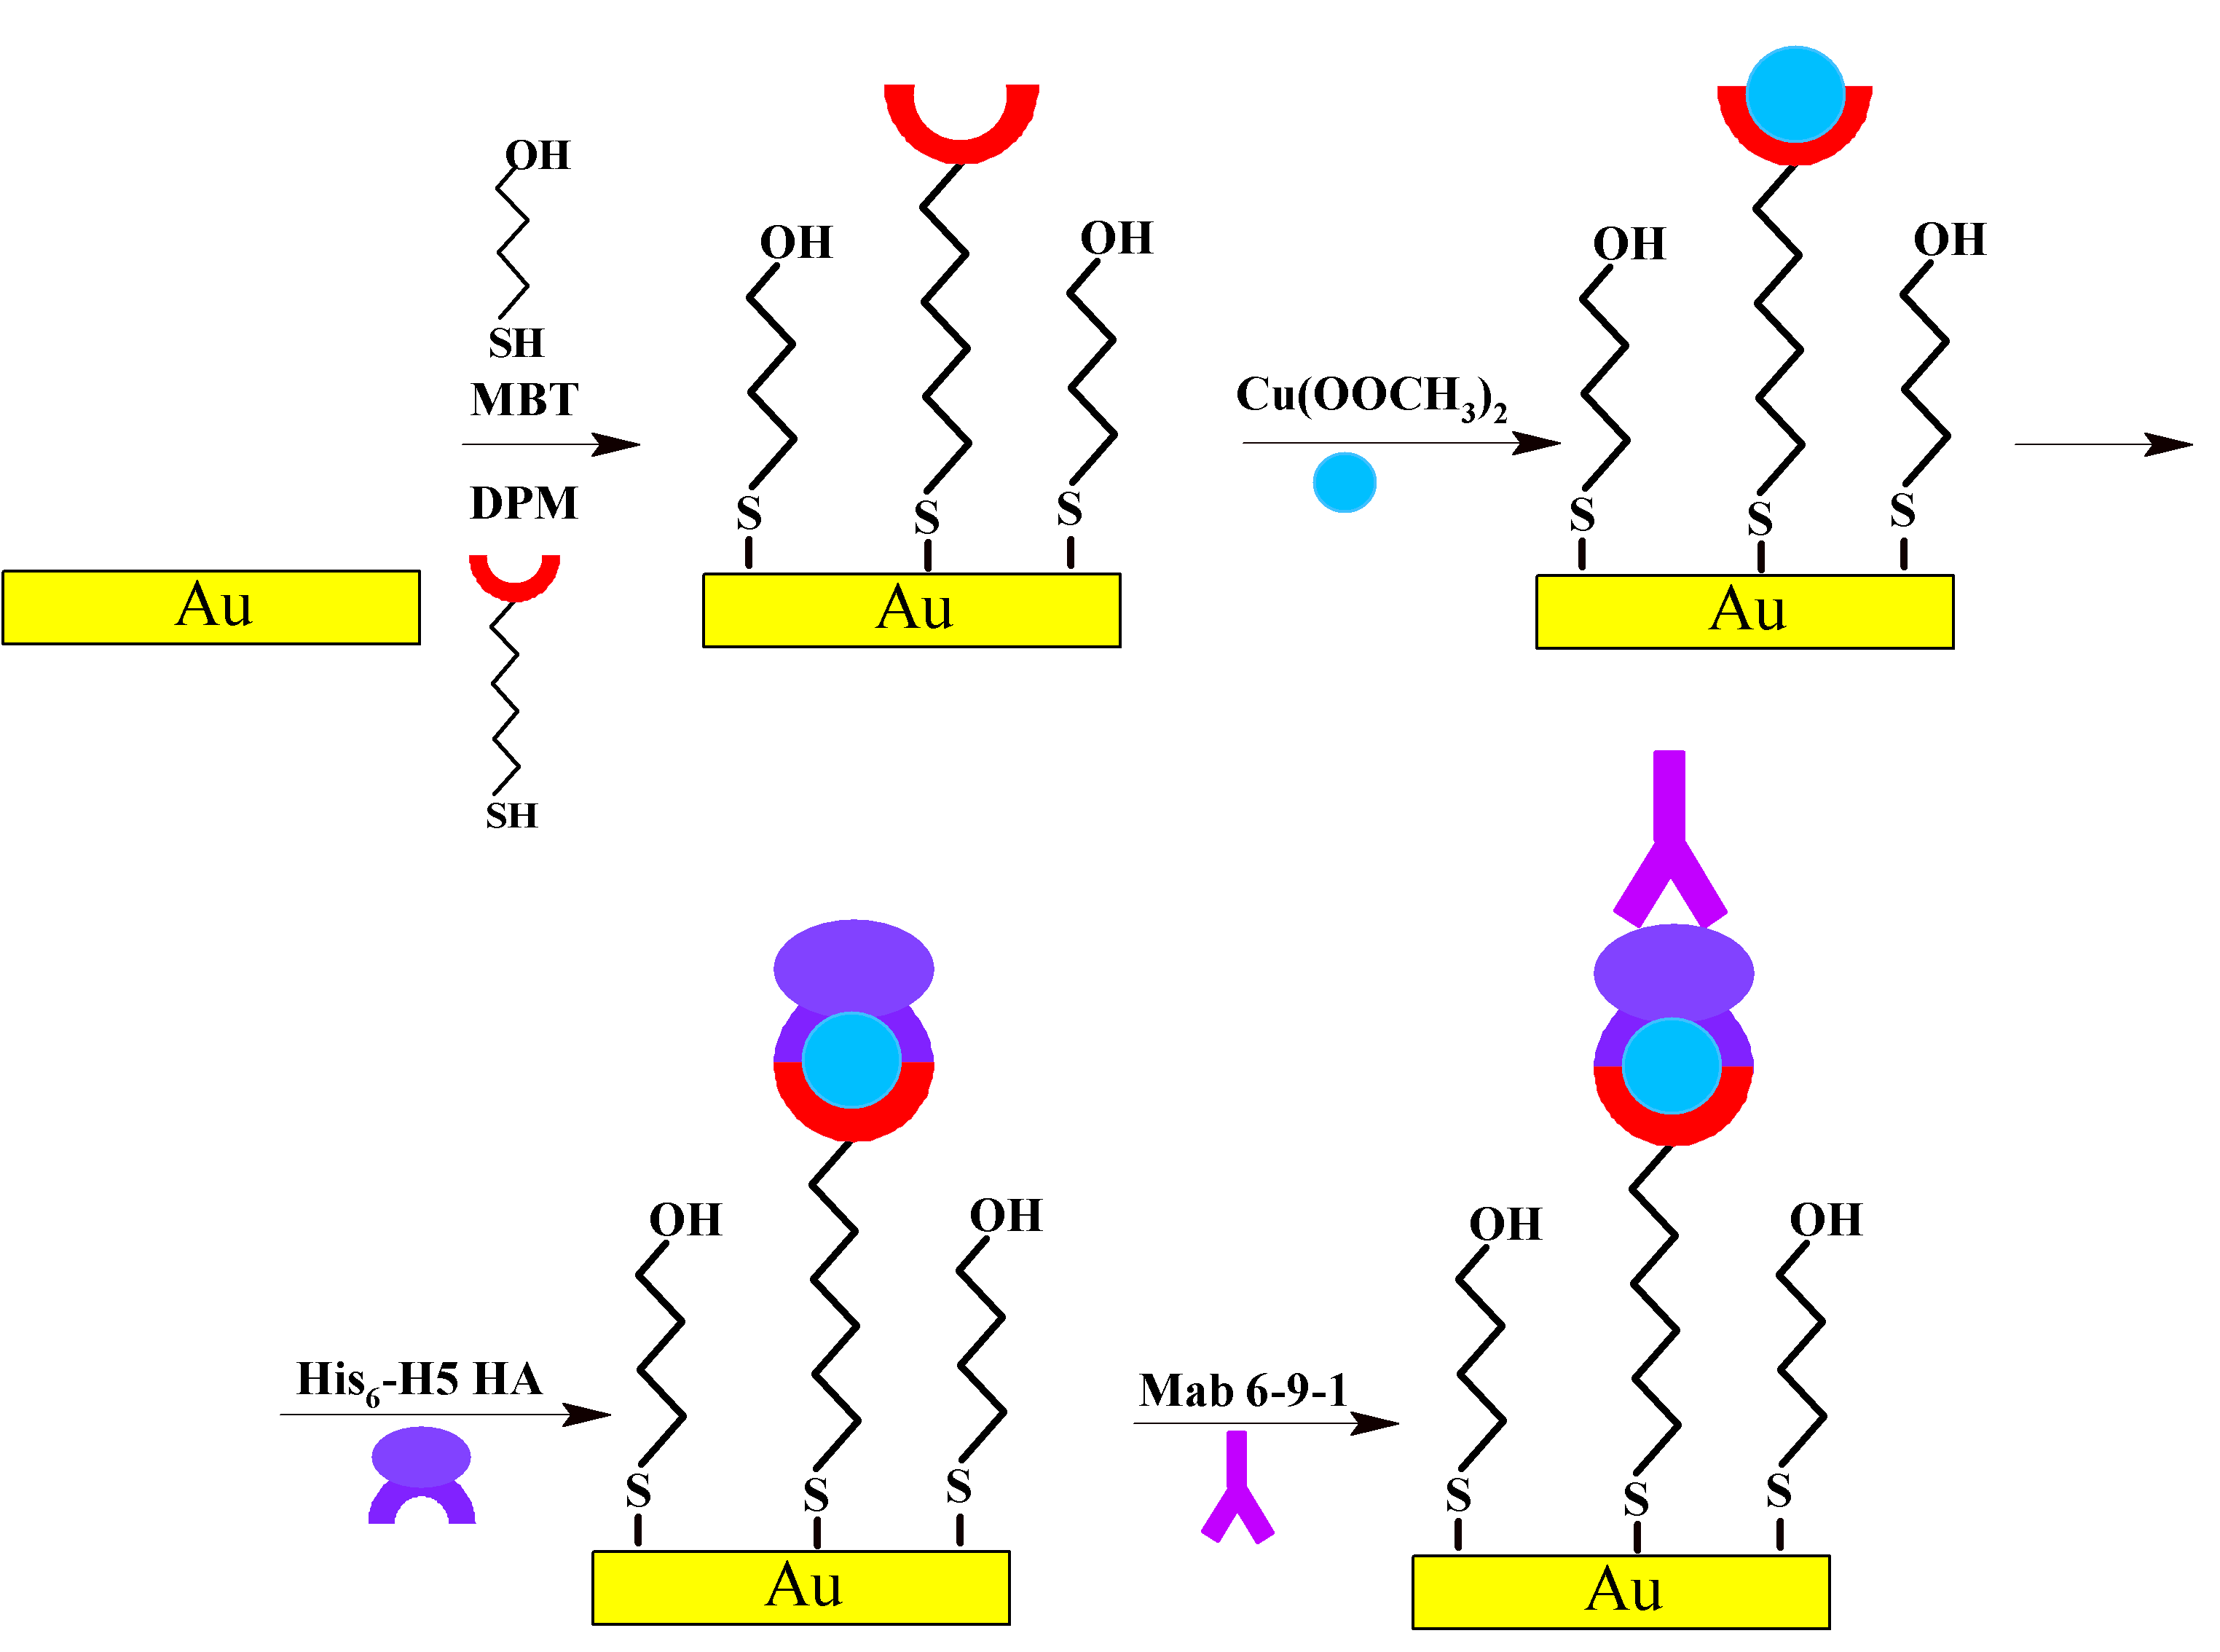 OH
SH
MBT
DPM
SH
Au
OH
OH
S
S
S
Au
Cu(OOCH₃)₂
OH
OH
S
S
S
Au
His₆-H5 HA
OH
OH
S
S
S
Au
Mab 6-9-1
OH
OH
S
S
S
Au